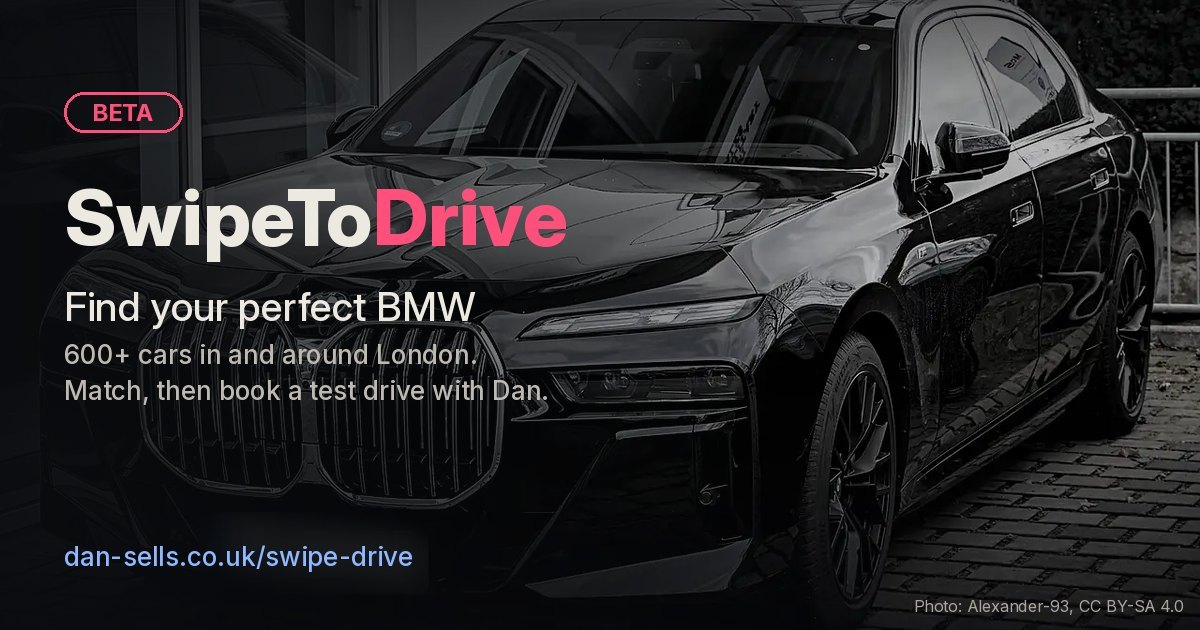 BETA
SwipeToDrive
Find your perfect BMW
600+ cars in and around London.
Match, then book a test drive with Dan.
dan-sells.co.uk/swipe-drive
Photo: Alexander-93, CC BY-SA 4.0